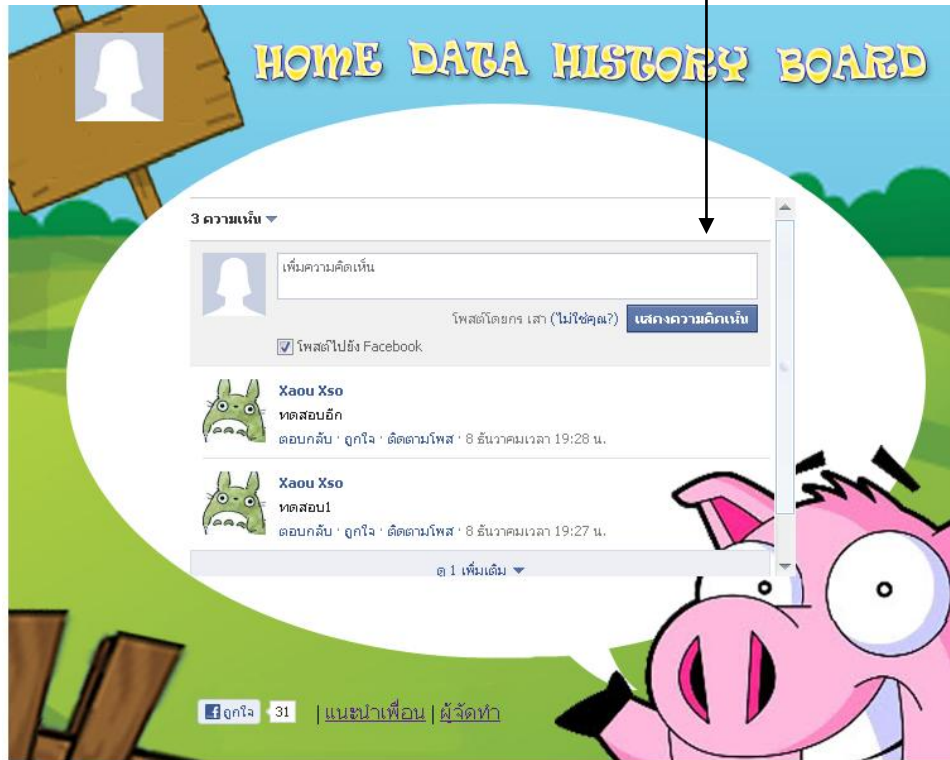 HOME DATA HISTORY BOARD
3 ความเห็น
เพิ่มความคิดเห็น
โพสต์โดยกร เสา (ไม่ใช่คุณ?) แสดงความคิดเห็น
โพสต์ไปยัง Facebook
Xaou Xso
ทดสอบอีก
ตอบกลับ · ถูกใจ · ติดตามโพส · 8 ธันวาคมเวลา 19:28 น.
Xaou Xso
ทดสอบ1
ตอบกลับ · ถูกใจ · ติดตามโพส · 8 ธันวาคมเวลา 19:27 น.
ดู 1 เพิ่มเติม
ถูกใจ 31 | แนะนำเพื่อน | ผู้จัดทำ